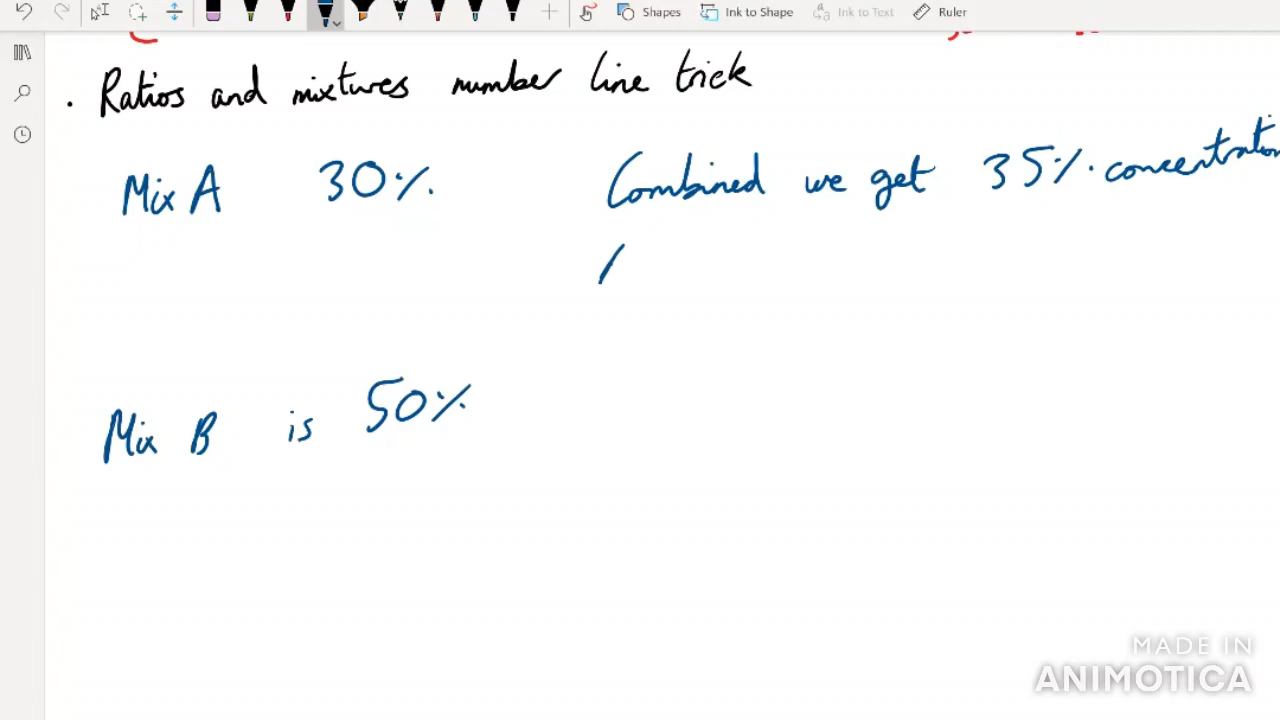 Shapes
Ink to Shape
Ink to Text
Ruler
. Ratios and mixtures number line trick
Mix A 30%
Combined we get 35% concentration
Mix B is 50%
MADE IN
ANIMOTICA